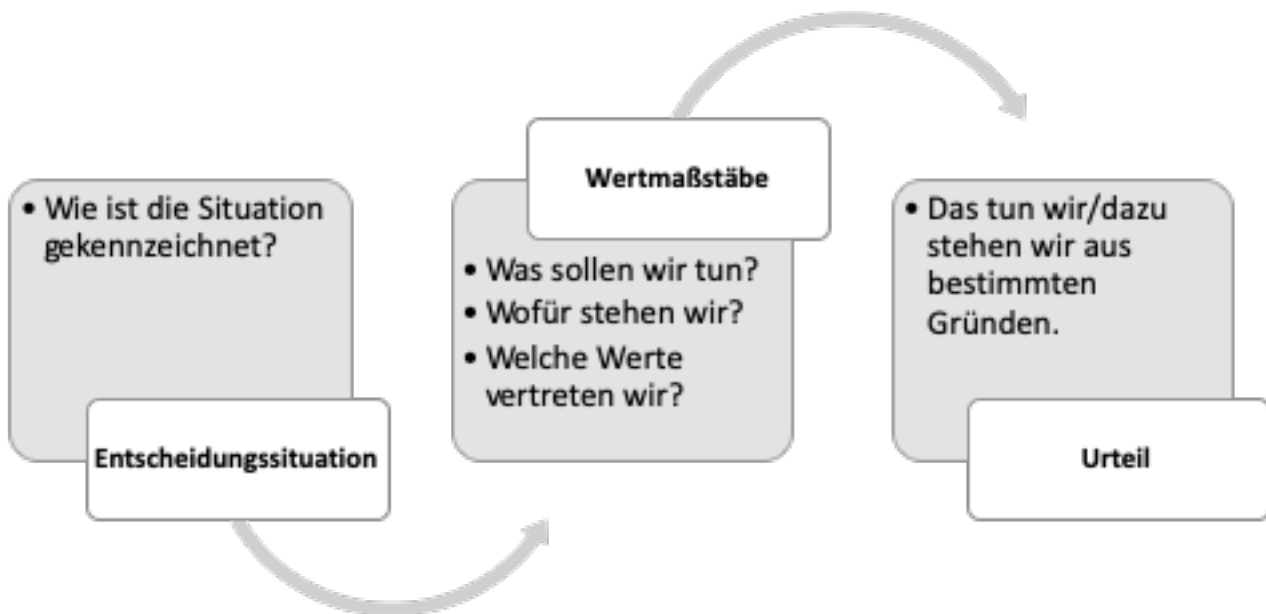 • Wie ist die Situation
gekennzeichnet?
Entscheidungssituation
Wertmaßstäbe
• Was sollen wir tun?
• Wofür stehen wir?
• Welche Werte
vertreten wir?
• Das tun wir/dazu
stehen wir aus
bestimmten
Gründen.
Urteil